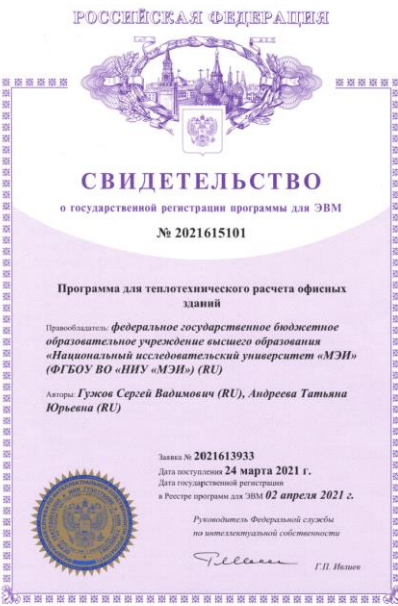 РОССИЙСКАЯ ФЕДЕРАЦИЯ
СВИДЕТЕЛЬСТВО
о государственной регистрации программы для ЭВМ
№ 2021615101
Программа для теплотехнического расчета офисных
зданий
Правообладатель: федеральное государственное бюджетное
образовательное учреждение высшего образования
«Национальный исследовательский университет «МЭИ»
(ФГБОУ ВО «НИУ «МЭИ») (RU)
Авторы: Гужов Сергей Вадимович (RU), Андреева Татьяна
Юрьевна (RU)
Заявка № 2021613933
Дата поступления 24 марта 2021 г.
Дата государственной регистрации
в Реестре программ для ЭВМ 02 апреля 2021 г.
Руководитель Федеральной службы
по интеллектуальной собственности
Г.П. Ивлиев